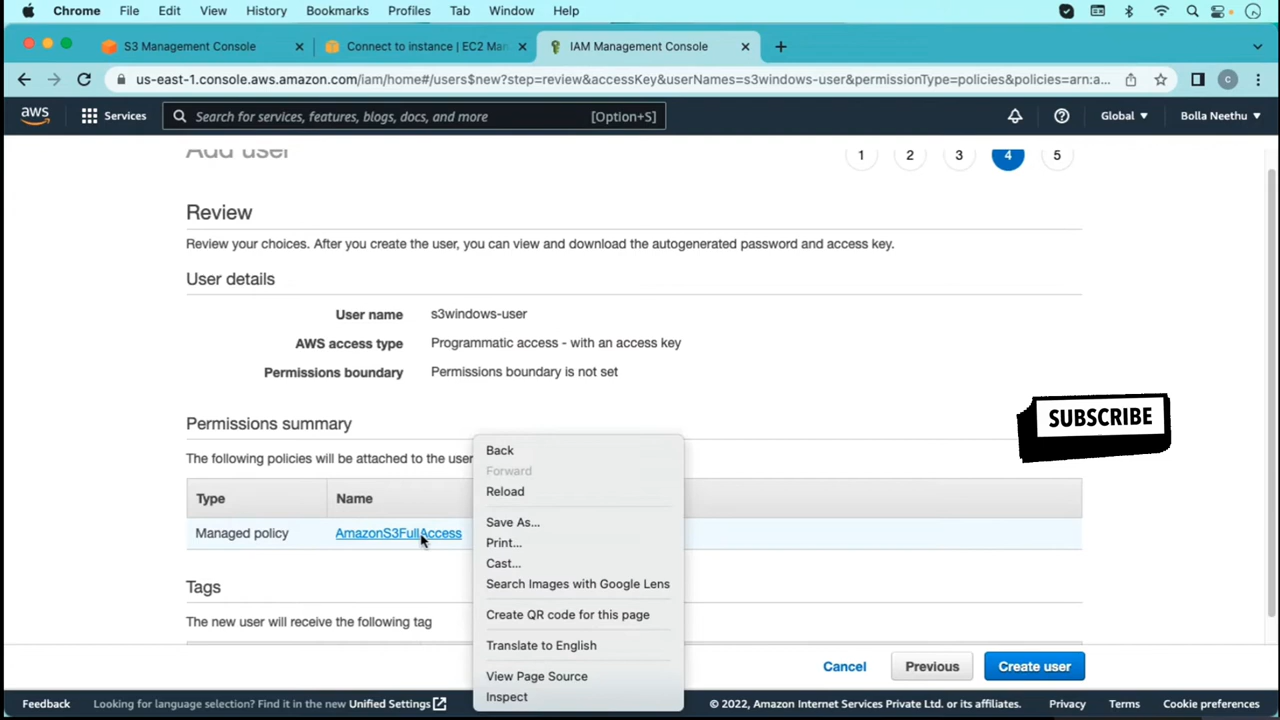 Chrome File Edit View History Bookmarks Profiles Tab Window Help
S3 Management Console Connect to instance | EC2 Man IAM Management Console
us-east-1.console.aws.amazon.com/iam/home#/users$new?step=review&accessKey&userNames=s3windows-user&permissionType=policies&policies=arn:a... C
aws Services Search for services, features, blogs, docs, and more [Option+S] Global Bolla Neethu
Add user 1 2 3 4 5
Review
Review your choices. After you create the user, you can view and download the autogenerated password and access key.
User details
User name s3windows-user
AWS access type Programmatic access - with an access key
Permissions boundary Permissions boundary is not set
SUBSCRIBE
Permissions summary
The following policies will be attached to the user
Type Name
Managed policy AmazonS3FullAccess
Back
Forward
Reload
Save As...
Print...
Cast...
Search Images with Google Lens
Create QR code for this page
Translate to English
View Page Source
Inspect
Tags
The new user will receive the following tag
Cancel Previous Create user
Feedback Looking for language selection? Find it in the new Unified Settings © 2022, Amazon Internet Services Private Ltd. or its affiliates. Privacy Terms Cookie preferences